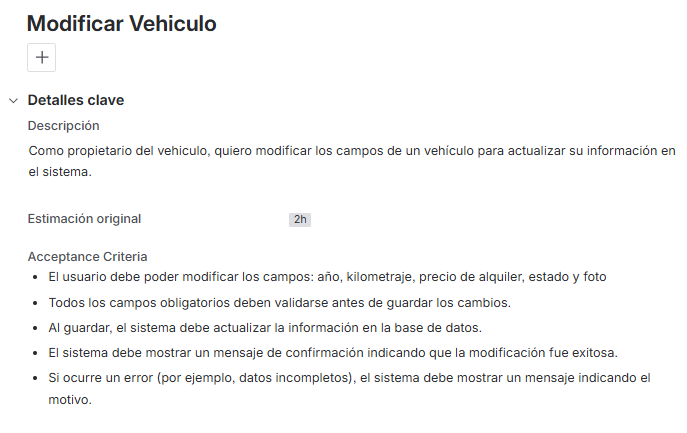 Modificar Vehiculo
Detalles clave
Descripción
Como propietario del vehiculo, quiero modificar los campos de un vehículo para actualizar su información en
el sistema.
Estimación original 2h
Acceptance Criteria
• El usuario debe poder modificar los campos: año, kilometraje, precio de alquiler, estado y foto
• Todos los campos obligatorios deben validarse antes de guardar los cambios.
• Al guardar, el sistema debe actualizar la información en la base de datos.
• El sistema debe mostrar un mensaje de confirmación indicando que la modificación fue exitosa.
• Si ocurre un error (por ejemplo, datos incompletos), el sistema debe mostrar un mensaje indicando el
motivo.